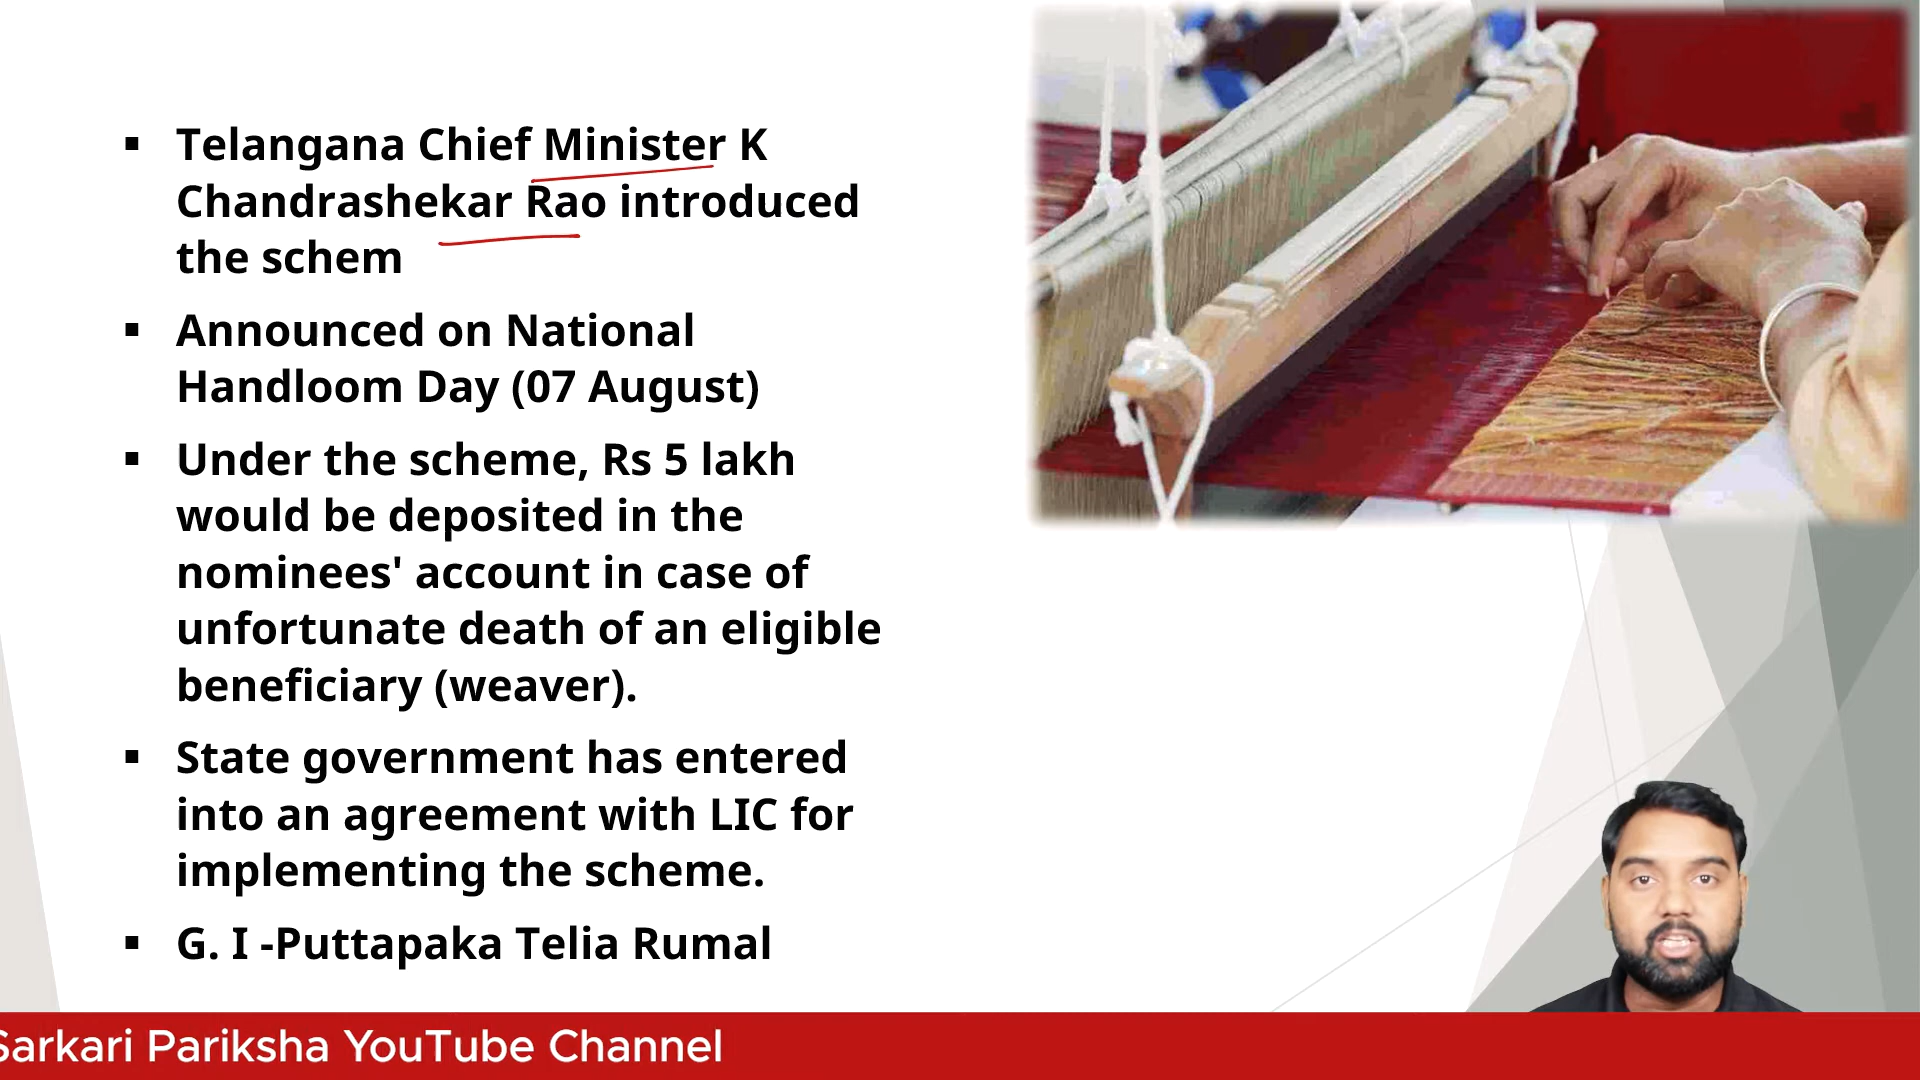 ▪ Telangana Chief Minister K
Chandrashekar Rao introduced
the schem
▪ Announced on National
Handloom Day (07 August)
▪ Under the scheme, Rs 5 lakh
would be deposited in the
nominees' account in case of
unfortunate death of an eligible
beneficiary (weaver).
▪ State government has entered
into an agreement with LIC for
implementing the scheme.
▪ G. I -Puttapaka Telia Rumal
Sarkari Pariksha YouTube Channel